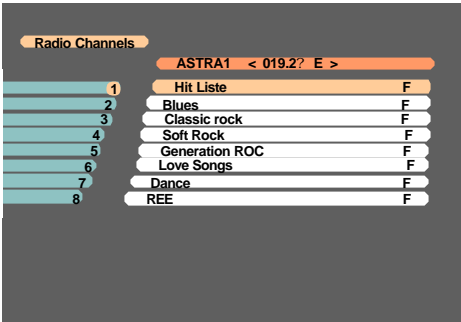 Radio Channels
ASTRA1 < 019.2? E >
1 Hit Liste F
2 Blues F
3 Classic rock F
4 Soft Rock F
5 Generation ROC F
6 Love Songs F
7 Dance F
8 REE F